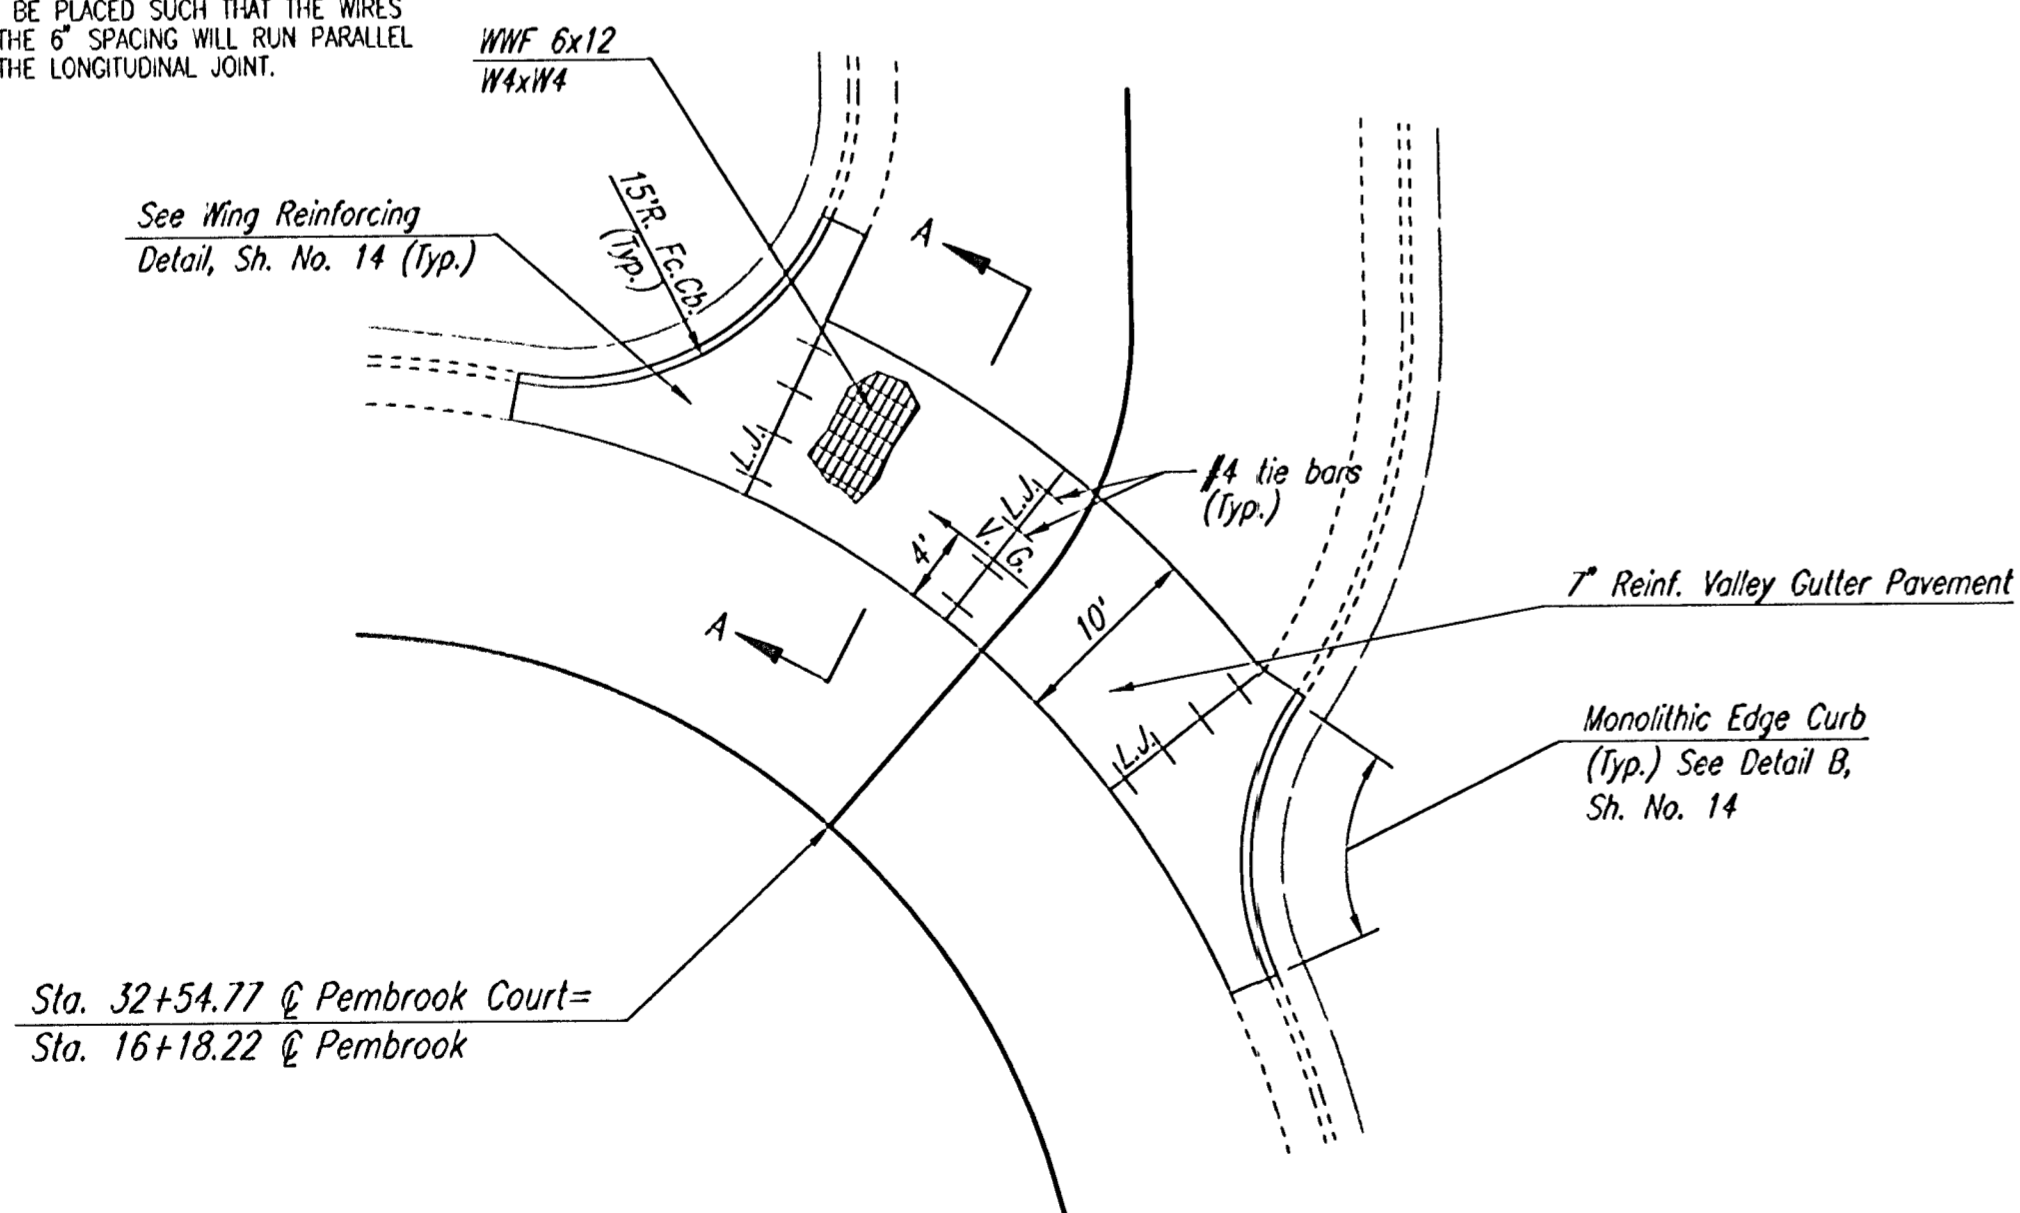 BE PLACED SUCH THAT THE WIRES
THE 6" SPACING WILL RUN PARALLEL
THE LONGITUDINAL JOINT.
WWF 6x12
W4xW4
See Wing Reinforcing
Detail, Sh. No. 14 (Typ.)
15'R. Fc.Cb.
(Typ.)
A
L.J.
L.J.
V. G.
4'
#4 tie bars
(Typ.)
A
10'
7" Reinf. Valley Gutter Pavement
L.J.
Monolithic Edge Curb
(Typ.) See Detail B,
Sh. No. 14
Sta. 32+54.77 ℄ Pembrook Court=
Sta. 16+18.22 ℄ Pembrook